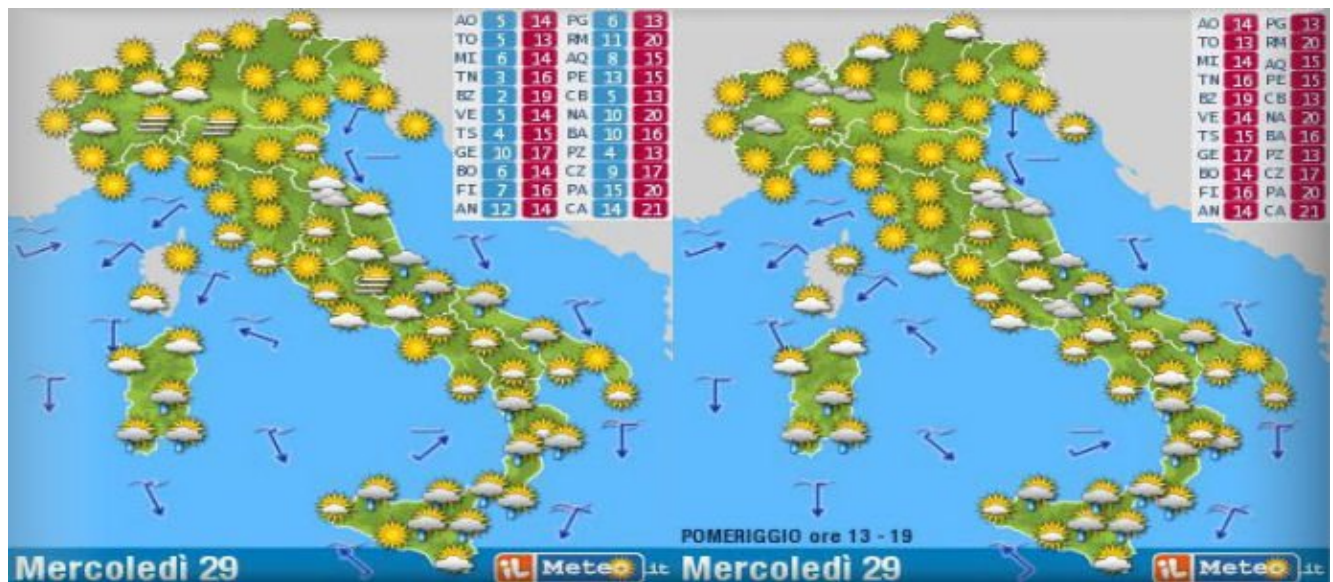 AO 5 14 PG 6 13
TO 5 13 RM 11 20
MI 6 14 AQ 8 15
TN 3 16 PE 13 15
BZ 2 19 CB 5 13
VE 5 14 NA 10 20
TS 4 15 BA 10 16
GE 10 17 PZ 4 13
BO 6 14 CZ 9 17
FI 7 16 PA 15 20
AN 12 14 CA 14 21
Mercoledì 29
iL Meteo.it
AO 14 PG 13
TO 13 RM 20
MI 14 AQ 15
TN 16 PE 15
BZ 19 CB 13
VE 14 NA 20
TS 15 BA 16
GE 17 PZ 13
BO 14 CZ 17
FI 16 PA 20
AN 14 CA 21
POMERIGGIO ore 13 - 19
Mercoledì 29
iL Meteo.it